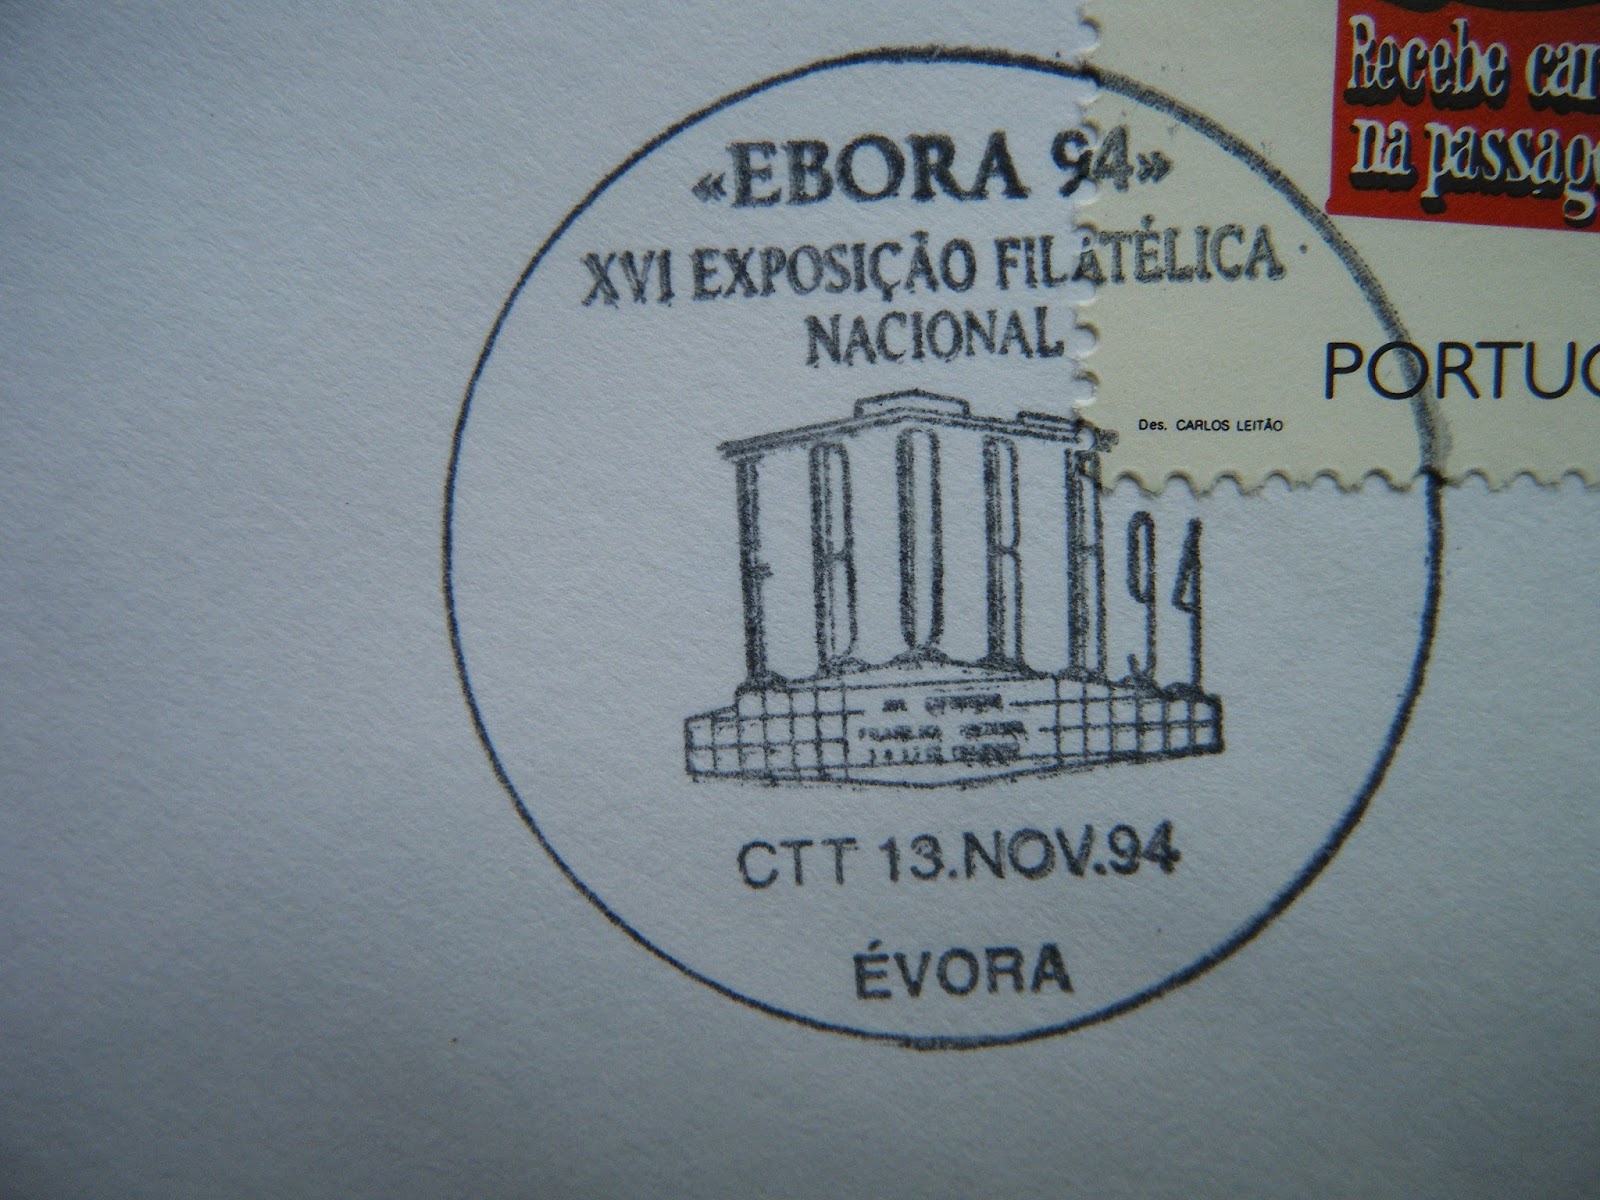 «EBORA 94»
XVI EXPOSIÇÃO FILATÉLICA
NACIONAL
EBORA 94
CTT 13.NOV.94
ÉVORA
Recebe car
na passag
PORTUG
Des. CARLOS LEITÃO